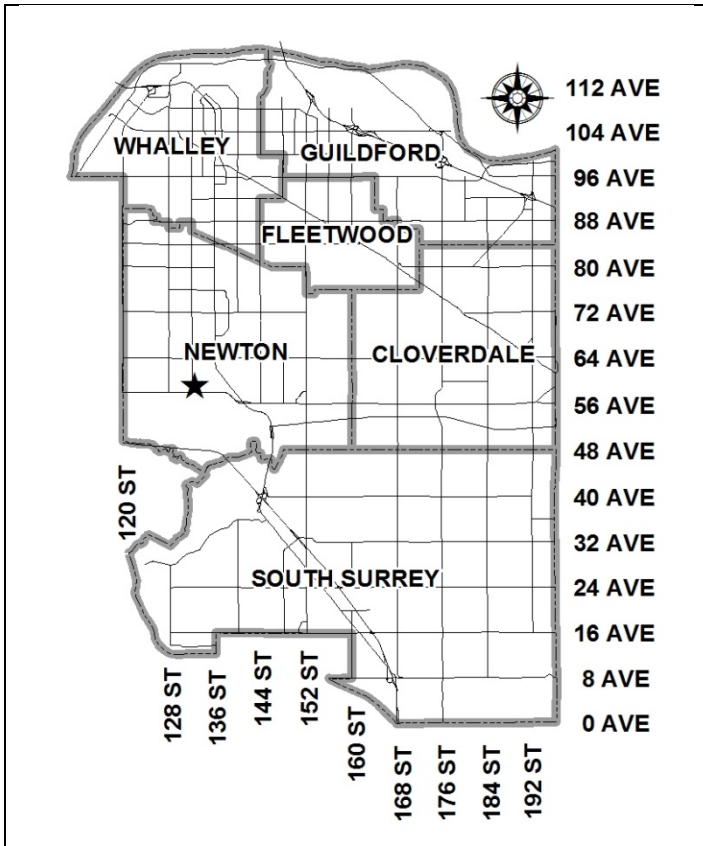 112 AVE
104 AVE
WHALLEY
GUILDFORD
96 AVE
88 AVE
FLEETWOOD
80 AVE
72 AVE
NEWTON
CLOVERDALE
64 AVE
56 AVE
48 AVE
120 ST
40 AVE
32 AVE
SOUTH SURREY
24 AVE
16 AVE
8 AVE
0 AVE
128 ST
136 ST
144 ST
152 ST
160 ST
168 ST
176 ST
184 ST
192 ST